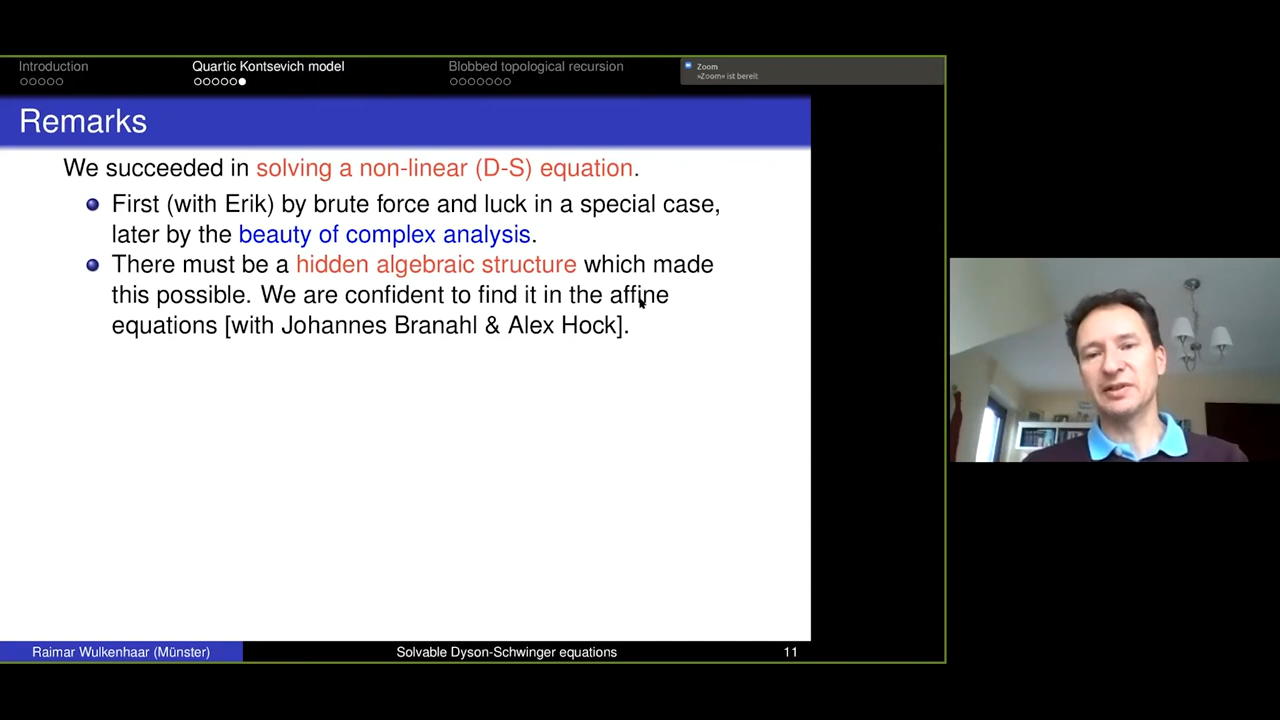 Introduction
Quartic Kontsevich model
Blobbed topological recursion
Zoom
»Zoom« ist bereit
Remarks
We succeeded in solving a non-linear (D-S) equation.
First (with Erik) by brute force and luck in a special case,
later by the beauty of complex analysis.
There must be a hidden algebraic structure which made
this possible. We are confident to find it in the affine
equations [with Johannes Branahl & Alex Hock].
Raimar Wulkenhaar (Münster)
Solvable Dyson-Schwinger equations
11